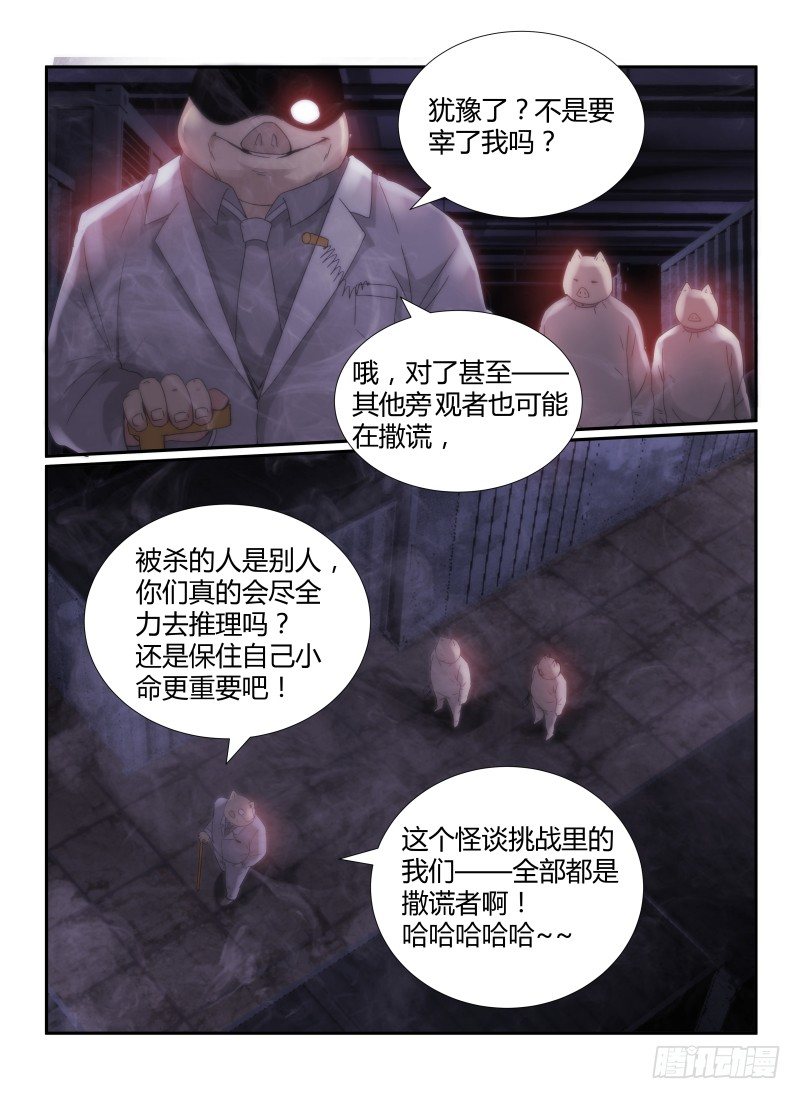 犹豫了？不是要
宰了我吗？
哦，对了甚至——
其他旁观者也可能
在撒谎，
被杀的人是别人，
你们真的会尽全
力去推理吗？
还是保住自己小
命更重要吧！
这个怪谈挑战里的
我们——全部都是
撒谎者啊！
哈哈哈哈哈~~
腾讯动漫